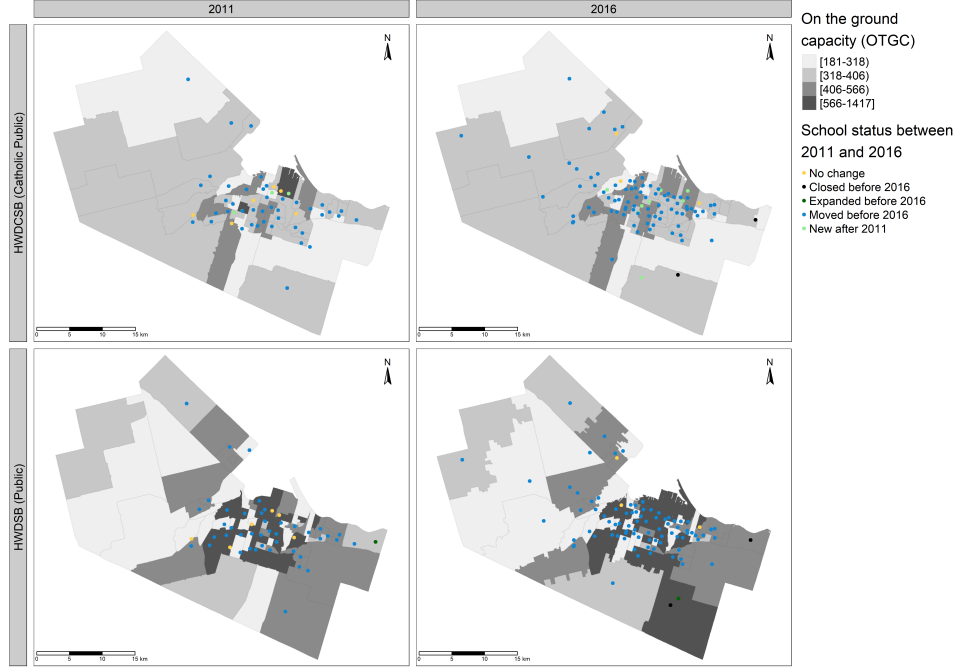 2011
2016
HWDCSB (Catholic Public)
HWDSB (Public)
N
0 5 10 15 km
N
0 5 10 15 km
N
0 5 10 15 km
N
0 5 10 15 km
On the ground
capacity (OTGC)
[181-318)
[318-406)
[406-566)
[566-1417]
School status between
2011 and 2016
No change
Closed before 2016
Expanded before 2016
Moved before 2016
New after 2011